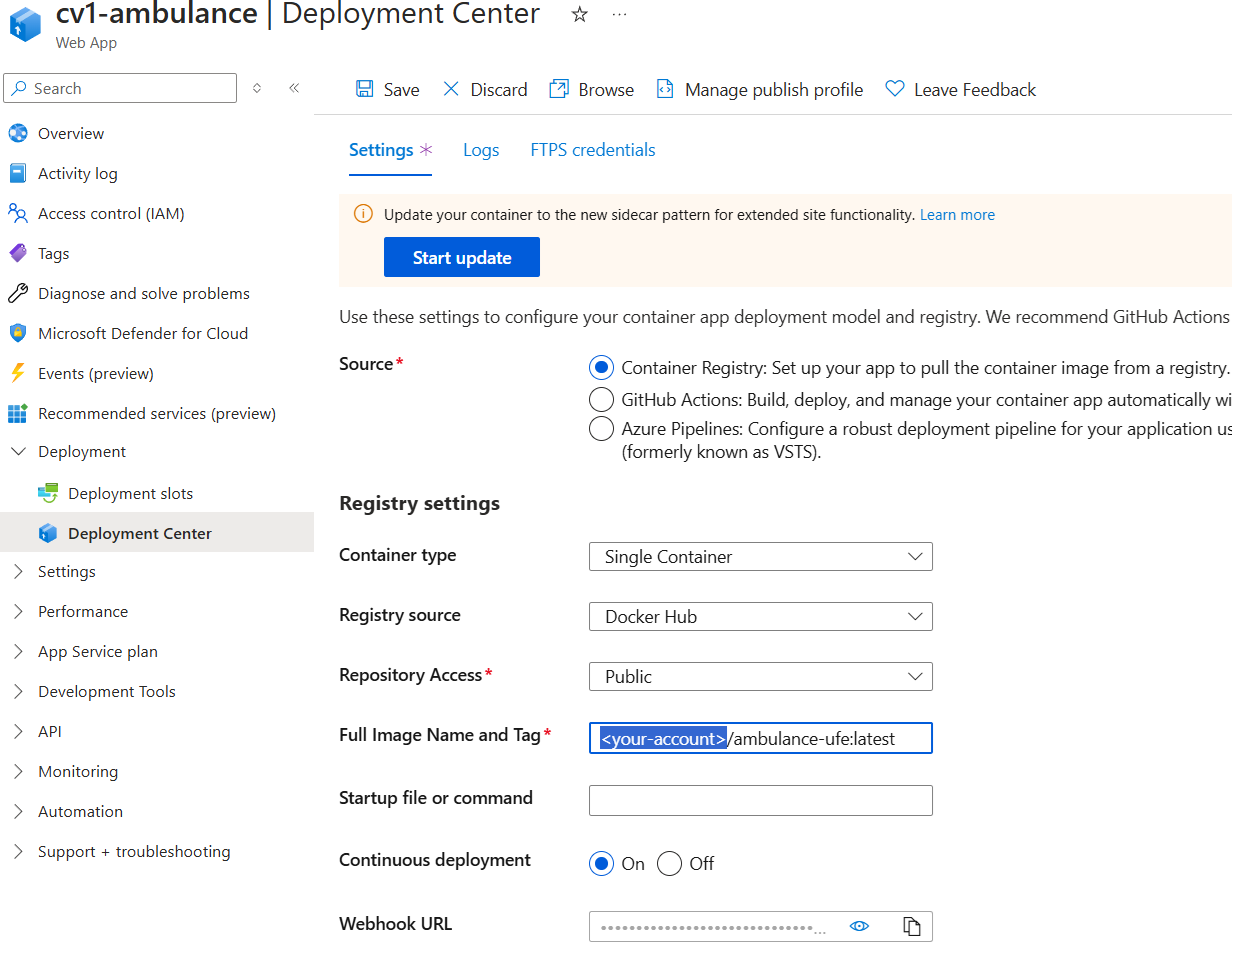 cv1-ambulance | Deployment Center
Web App
Search
Overview
Activity log
Access control (IAM)
Tags
Diagnose and solve problems
Microsoft Defender for Cloud
Events (preview)
Recommended services (preview)
Deployment
Deployment slots
Deployment Center
Settings
Performance
App Service plan
Development Tools
API
Monitoring
Automation
Support + troubleshooting
Save Discard Browse Manage publish profile Leave Feedback
Settings * Logs FTPS credentials
Update your container to the new sidecar pattern for extended site functionality. Learn more
Start update
Use these settings to configure your container app deployment model and registry. We recommend GitHub Actions
Source*
Container Registry: Set up your app to pull the container image from a registry.
GitHub Actions: Build, deploy, and manage your container app automatically wi
Azure Pipelines: Configure a robust deployment pipeline for your application us
(formerly known as VSTS).
Registry settings
Container type Single Container
Registry source Docker Hub
Repository Access* Public
Full Image Name and Tag* <your-account>/ambulance-ufe:latest
Startup file or command
Continuous deployment On Off
Webhook URL ••••••••••••••••••••••••••••••...